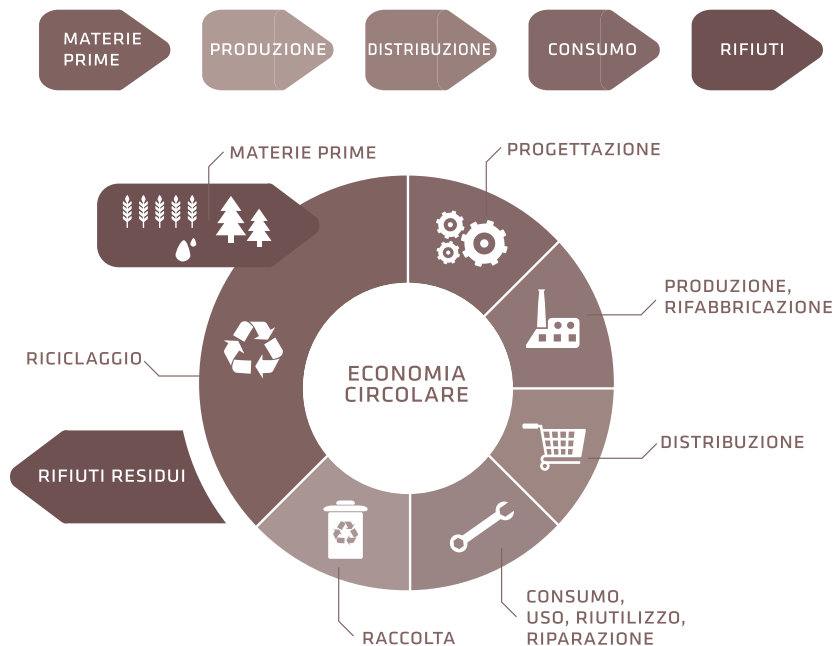 MATERIE
PRIME
PRODUZIONE
DISTRIBUZIONE
CONSUMO
RIFIUTI
MATERIE PRIME
PROGETTAZIONE
PRODUZIONE,
RIFABBRICAZIONE
RICICLAGGIO
ECONOMIA
CIRCOLARE
DISTRIBUZIONE
RIFIUTI RESIDUI
CONSUMO,
USO, RIUTILIZZO,
RIPARAZIONE
RACCOLTA